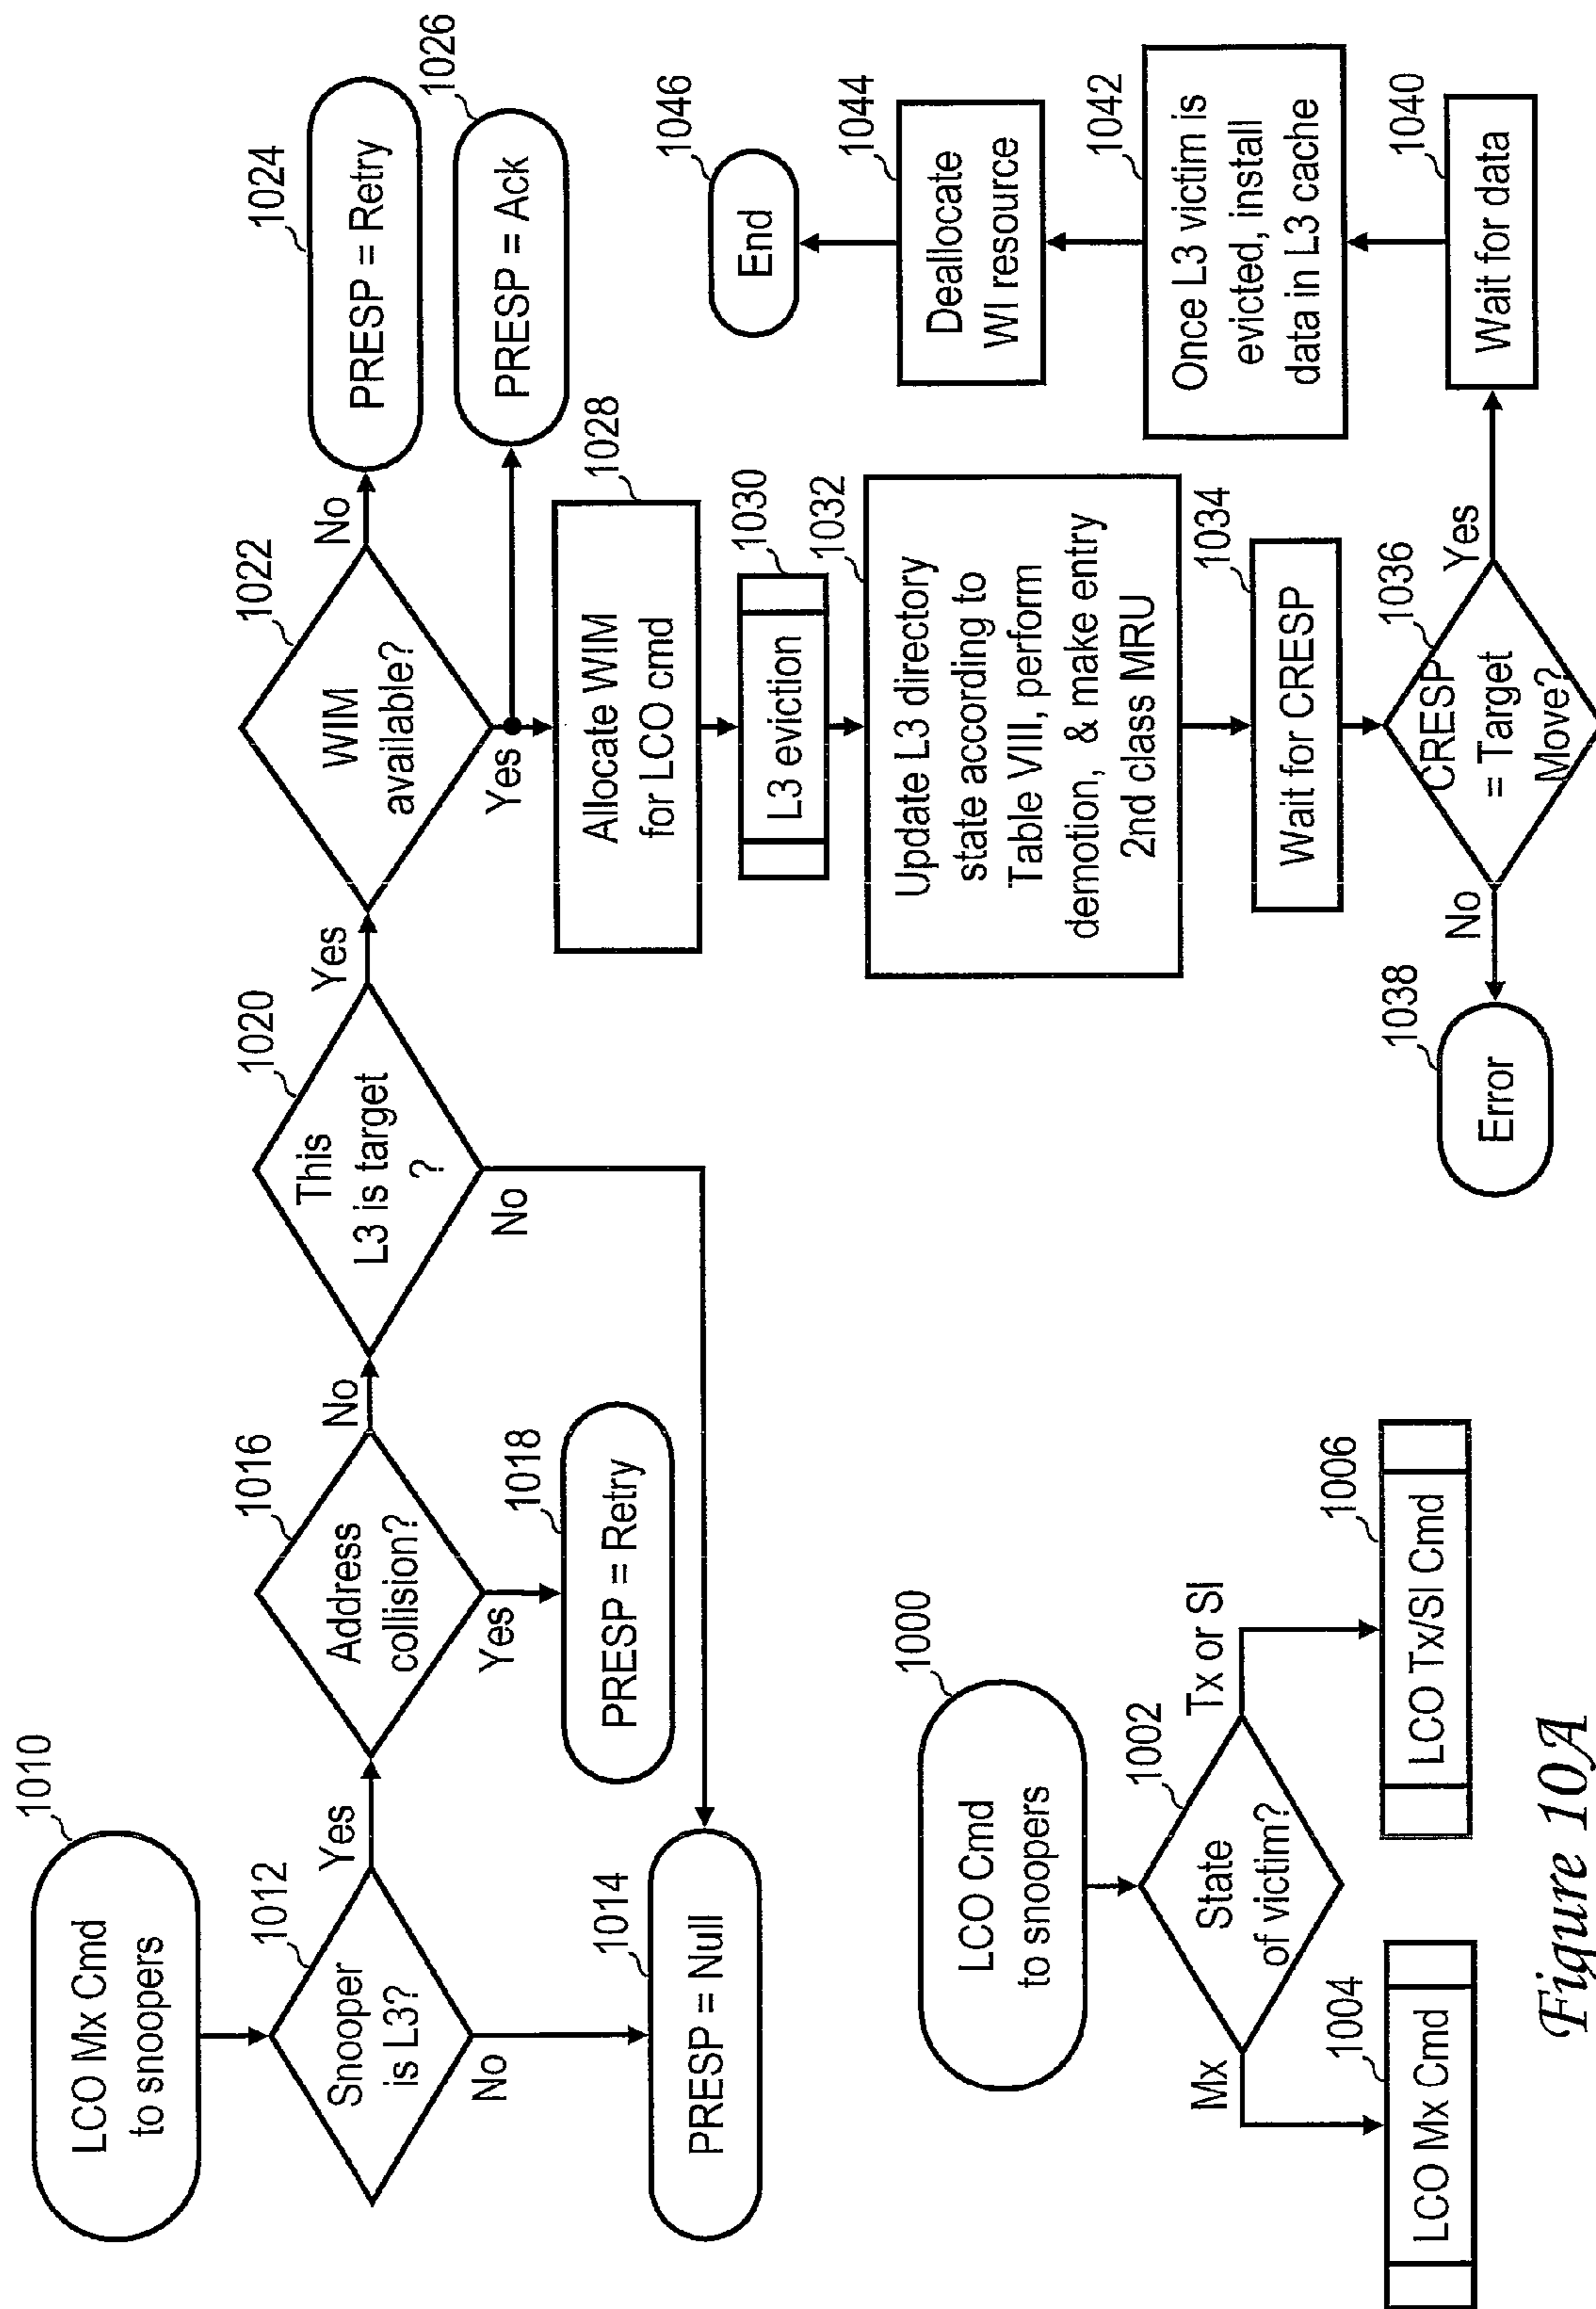 1010
LCO Mx Cmd
to snoopers
1012
Snooper
is L3?
Yes
No
1014
PRESP = Null
1016
Address
collision?
No
Yes
1018
PRESP = Retry
1020
This
L3 is target
?
Yes
No
1022
WIM
available?
No
Yes
1024
PRESP = Retry
1026
PRESP = Ack
1028
Allocate WIM
for LCO cmd
1030
L3 eviction
1032
Update L3 directory
state according to
Table VIII, perform
demotion, & make entry
2nd class MRU
1034
Wait for CRESP
1036
CRESP
= Target
Move?
No
Yes
1038
Error
1040
Wait for data
1042
Once L3 victim is
evicted, install
data in L3 cache
1044
Deallocate
WI resource
1046
End
1000
LCO Cmd
to snoopers
1002
State
of victim?
Mx
Tx or SI
1004
LCO Mx Cmd
1006
LCO Tx/SI Cmd
Figure 10A